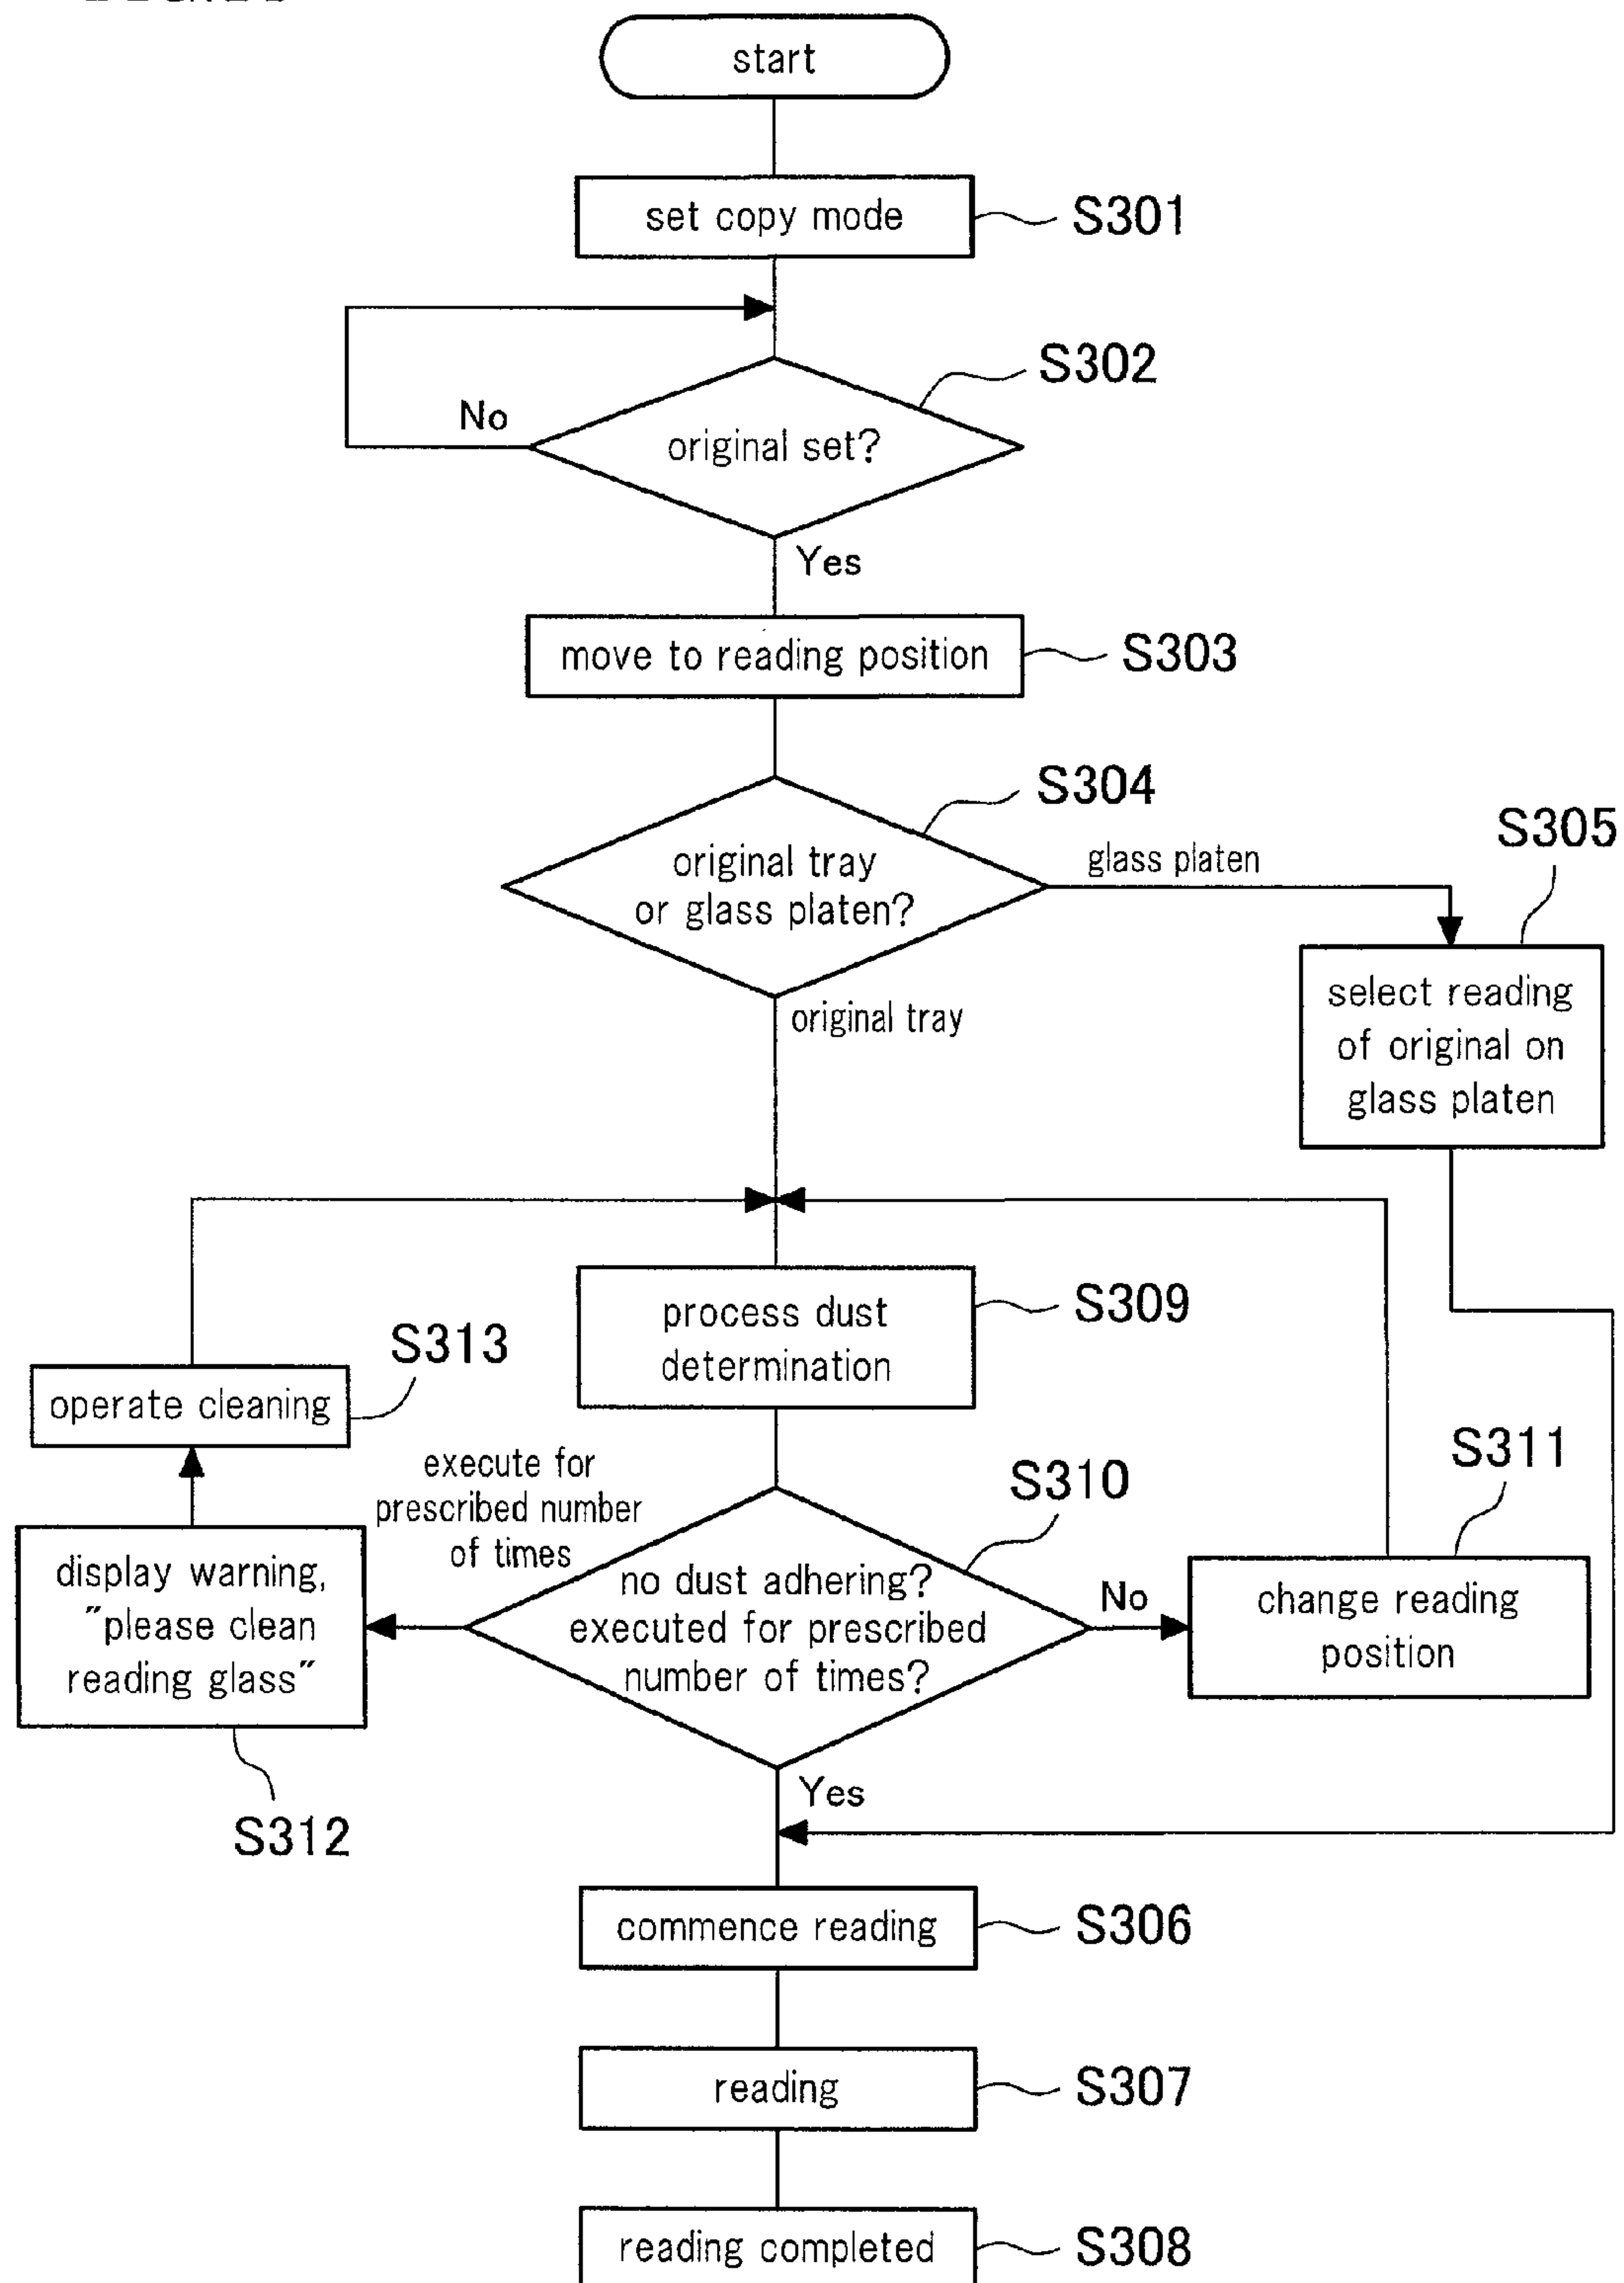 start
set copy mode
S301
S302
No
original set?
Yes
move to reading position
S303
S304
original tray
or glass platen?
glass platen
S305
select reading
of original on
glass platen
original tray
process dust
determination
S309
S313
operate cleaning
execute for
prescribed number
of times
S310
S311
display warning,
"please clean
reading glass"
no dust adhering?
executed for prescribed
number of times?
No
change reading
position
S312
Yes
commence reading
S306
reading
S307
reading completed
S308